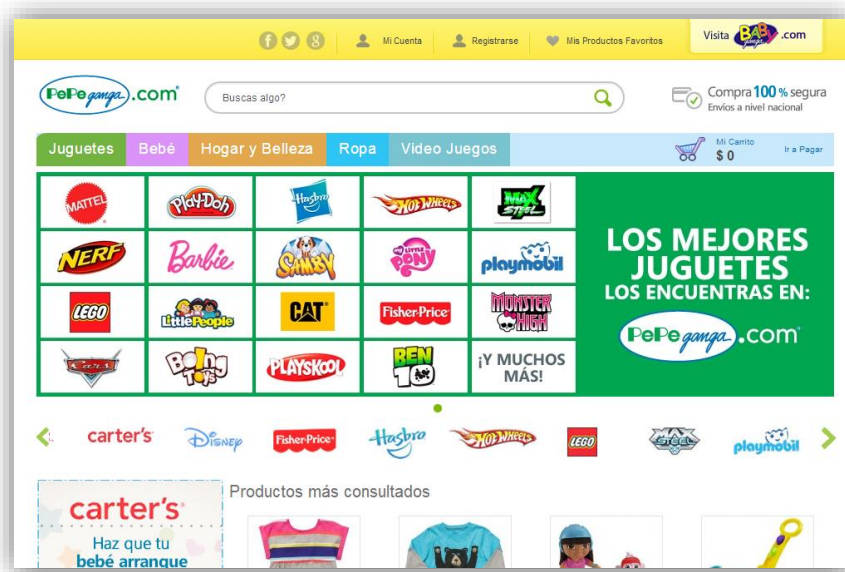 f
8
Mi Cuenta
Registrarse
Mis Productos Favoritos
Visita BABY ganga .com
PePe ganga .com
Buscas algo?
Compra 100 % segura
Envíos a nivel nacional
Juguetes Bebé Hogar y Belleza Ropa Video Juegos
Mi Carrito
$ 0
Ir a Pagar
MATTEL Play-Doh Hasbro HOT WHEELS MAX STEEL
NERF Barbie SAMBY my LITTLE PONY playmobil
LEGO Little People CAT Fisher-Price MONSTER HIGH
Cars Boing Toys PLAYSKOOL BEN 10 ¡Y MUCHOS MÁS!
LOS MEJORES
JUGUETES
LOS ENCUENTRAS EN:
PePe ganga .com
carter's Disney Fisher-Price Hasbro HOT WHEELS LEGO MAX STEEL playmobil
carter's
Haz que tu
bebé arranque
Productos más consultados